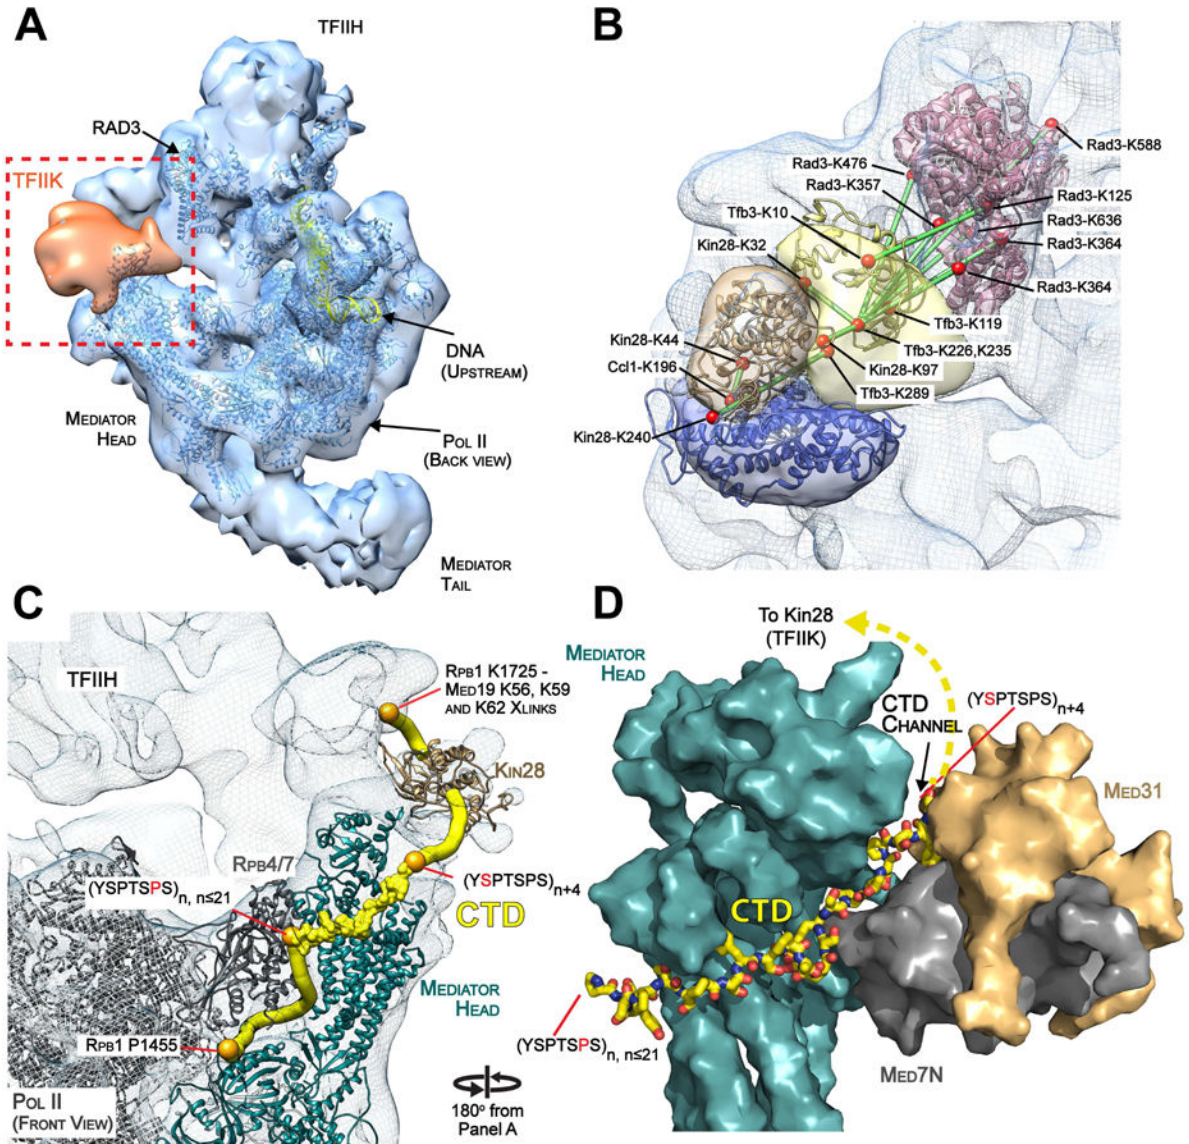 A
TFIIH
RAD3
TFIIK
DNA
(UPSTREAM)
MEDIATOR
HEAD
POL II
(BACK VIEW)
MEDIATOR
TAIL
B
Rad3-K588
Rad3-K476
Rad3-K357
Rad3-K125
Tfb3-K10
Rad3-K636
Kin28-K32
Rad3-K364
Rad3-K364
Tfb3-K119
Kin28-K44
Tfb3-K226,K235
Ccl1-K196
Kin28-K97
Tfb3-K289
Kin28-K240
C
TFIIH
RPB1 K1725 -
MED19 K56, K59
AND K62 XLINKS
KIN28
RPB4/7
(YSPTSPS)n, n≤21
(YSPTSPS)n+4
CTD
MEDIATOR
HEAD
RPB1 P1455
POL II
(FRONT VIEW)
180° from
Panel A
D
To Kin28
(TFIIK)
MEDIATOR
HEAD
CTD
CHANNEL
(YSPTSPS)n+4
MED31
CTD
(YSPTSPS)n, n≤21
MED7N